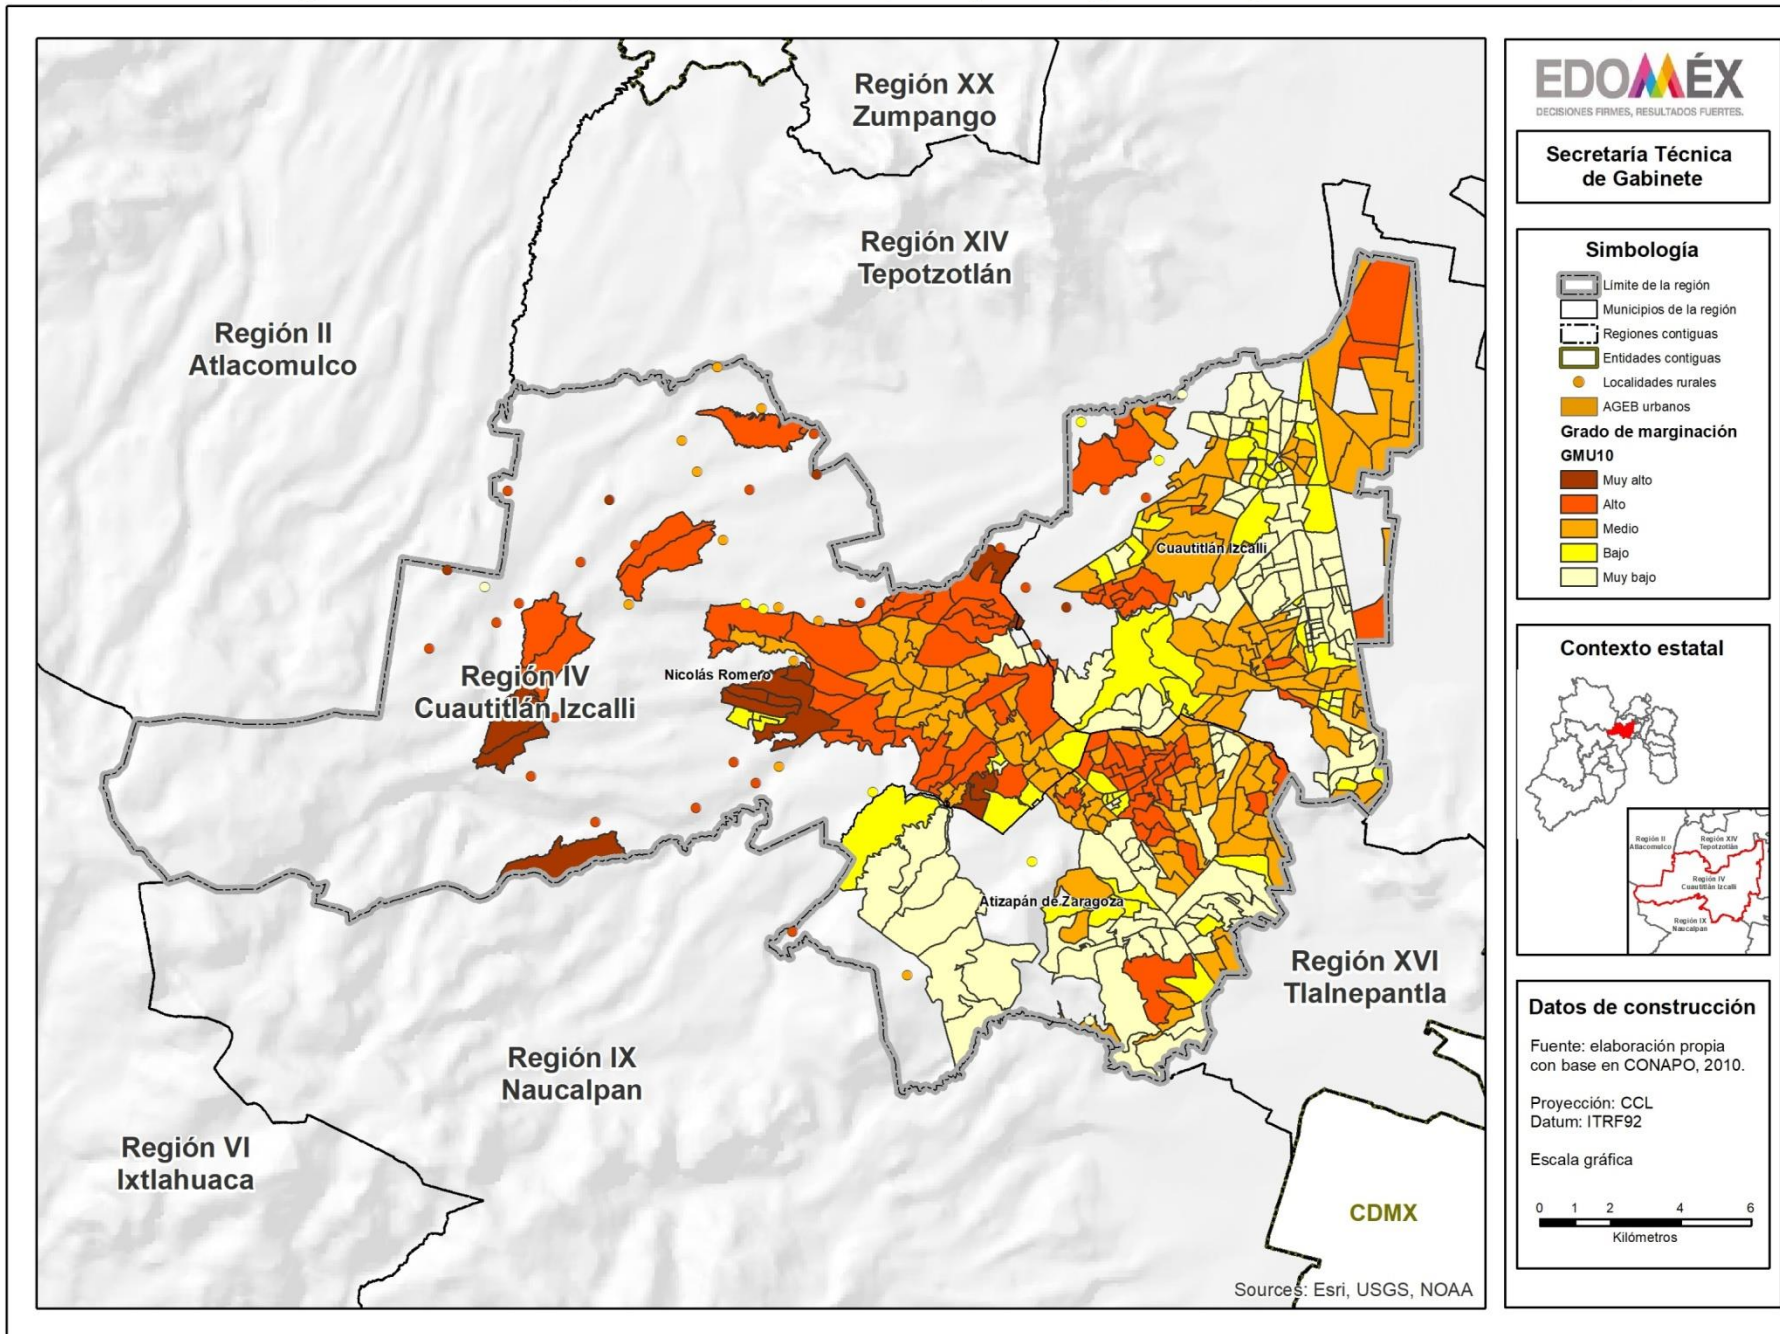 Región XX
Zumpango
Región XIV
Tepotzotlán
Región II
Atlacomulco
Cuautitlán Izcalli
Nicolás Romero
Región IV
Cuautitlán Izcalli
Atizapán de Zaragoza
Región XVI
Tlalnepantla
Región IX
Naucalpan
Región VI
Ixtlahuaca
CDMX
Sources: Esri, USGS, NOAA
EDOMÉX
DECISIONES FIRMES, RESULTADOS FUERTES.
Secretaría Técnica
de Gabinete
Simbología
Límite de la región
Municipios de la región
Regiones contiguas
Entidades contiguas
Localidades rurales
AGEB urbanos
Grado de marginación
GMU10
Muy alto
Alto
Medio
Bajo
Muy bajo
Contexto estatal
Región II
Atlacomulco
Región XIV
Tepotzotlán
Región IV
Cuautitlán Izcalli
Región IX
Naucalpan
Datos de construcción
Fuente: elaboración propia
con base en CONAPO, 2010.
Proyección: CCL
Datum: ITRF92
Escala gráfica
0 1 2 4 6
Kilómetros